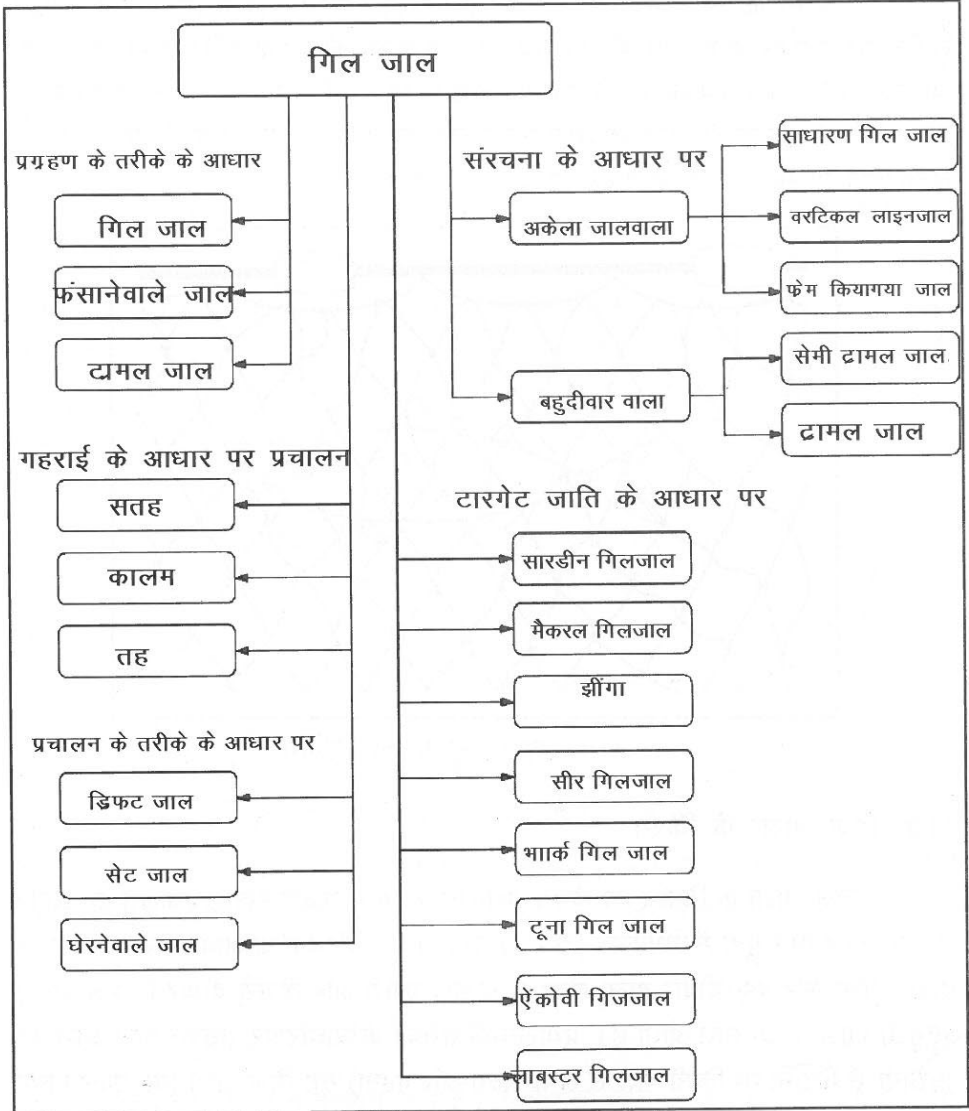 गिल जाल
प्रग्रहण के तरीके के आधार
गिल जाल
फंसानेवाले जाल
टामल जाल
गहराई के आधार पर प्रचालन
सतह
कालम
तह
प्रचालन के तरीके के आधार पर
ड्रिफट जाल
सेट जाल
घेरनेवाले जाल
संरचना के आधार पर
अकेला जालवाला
साधारण गिल जाल
वरटिकल लाइनजाल
फेम कियागया जाल
बहुदीवार वाला
सेमी ढ्रामल जाल
ढ्रामल जाल
टारगेट जाति के आधार पर
सारडीन गिलजाल
मैकरल गिलजाल
झींगा
सीर गिलजाल
भाार्क गिल जाल
टूना गिल जाल
ऐंकोवी गिजजाल
लाबस्टर गिलजाल